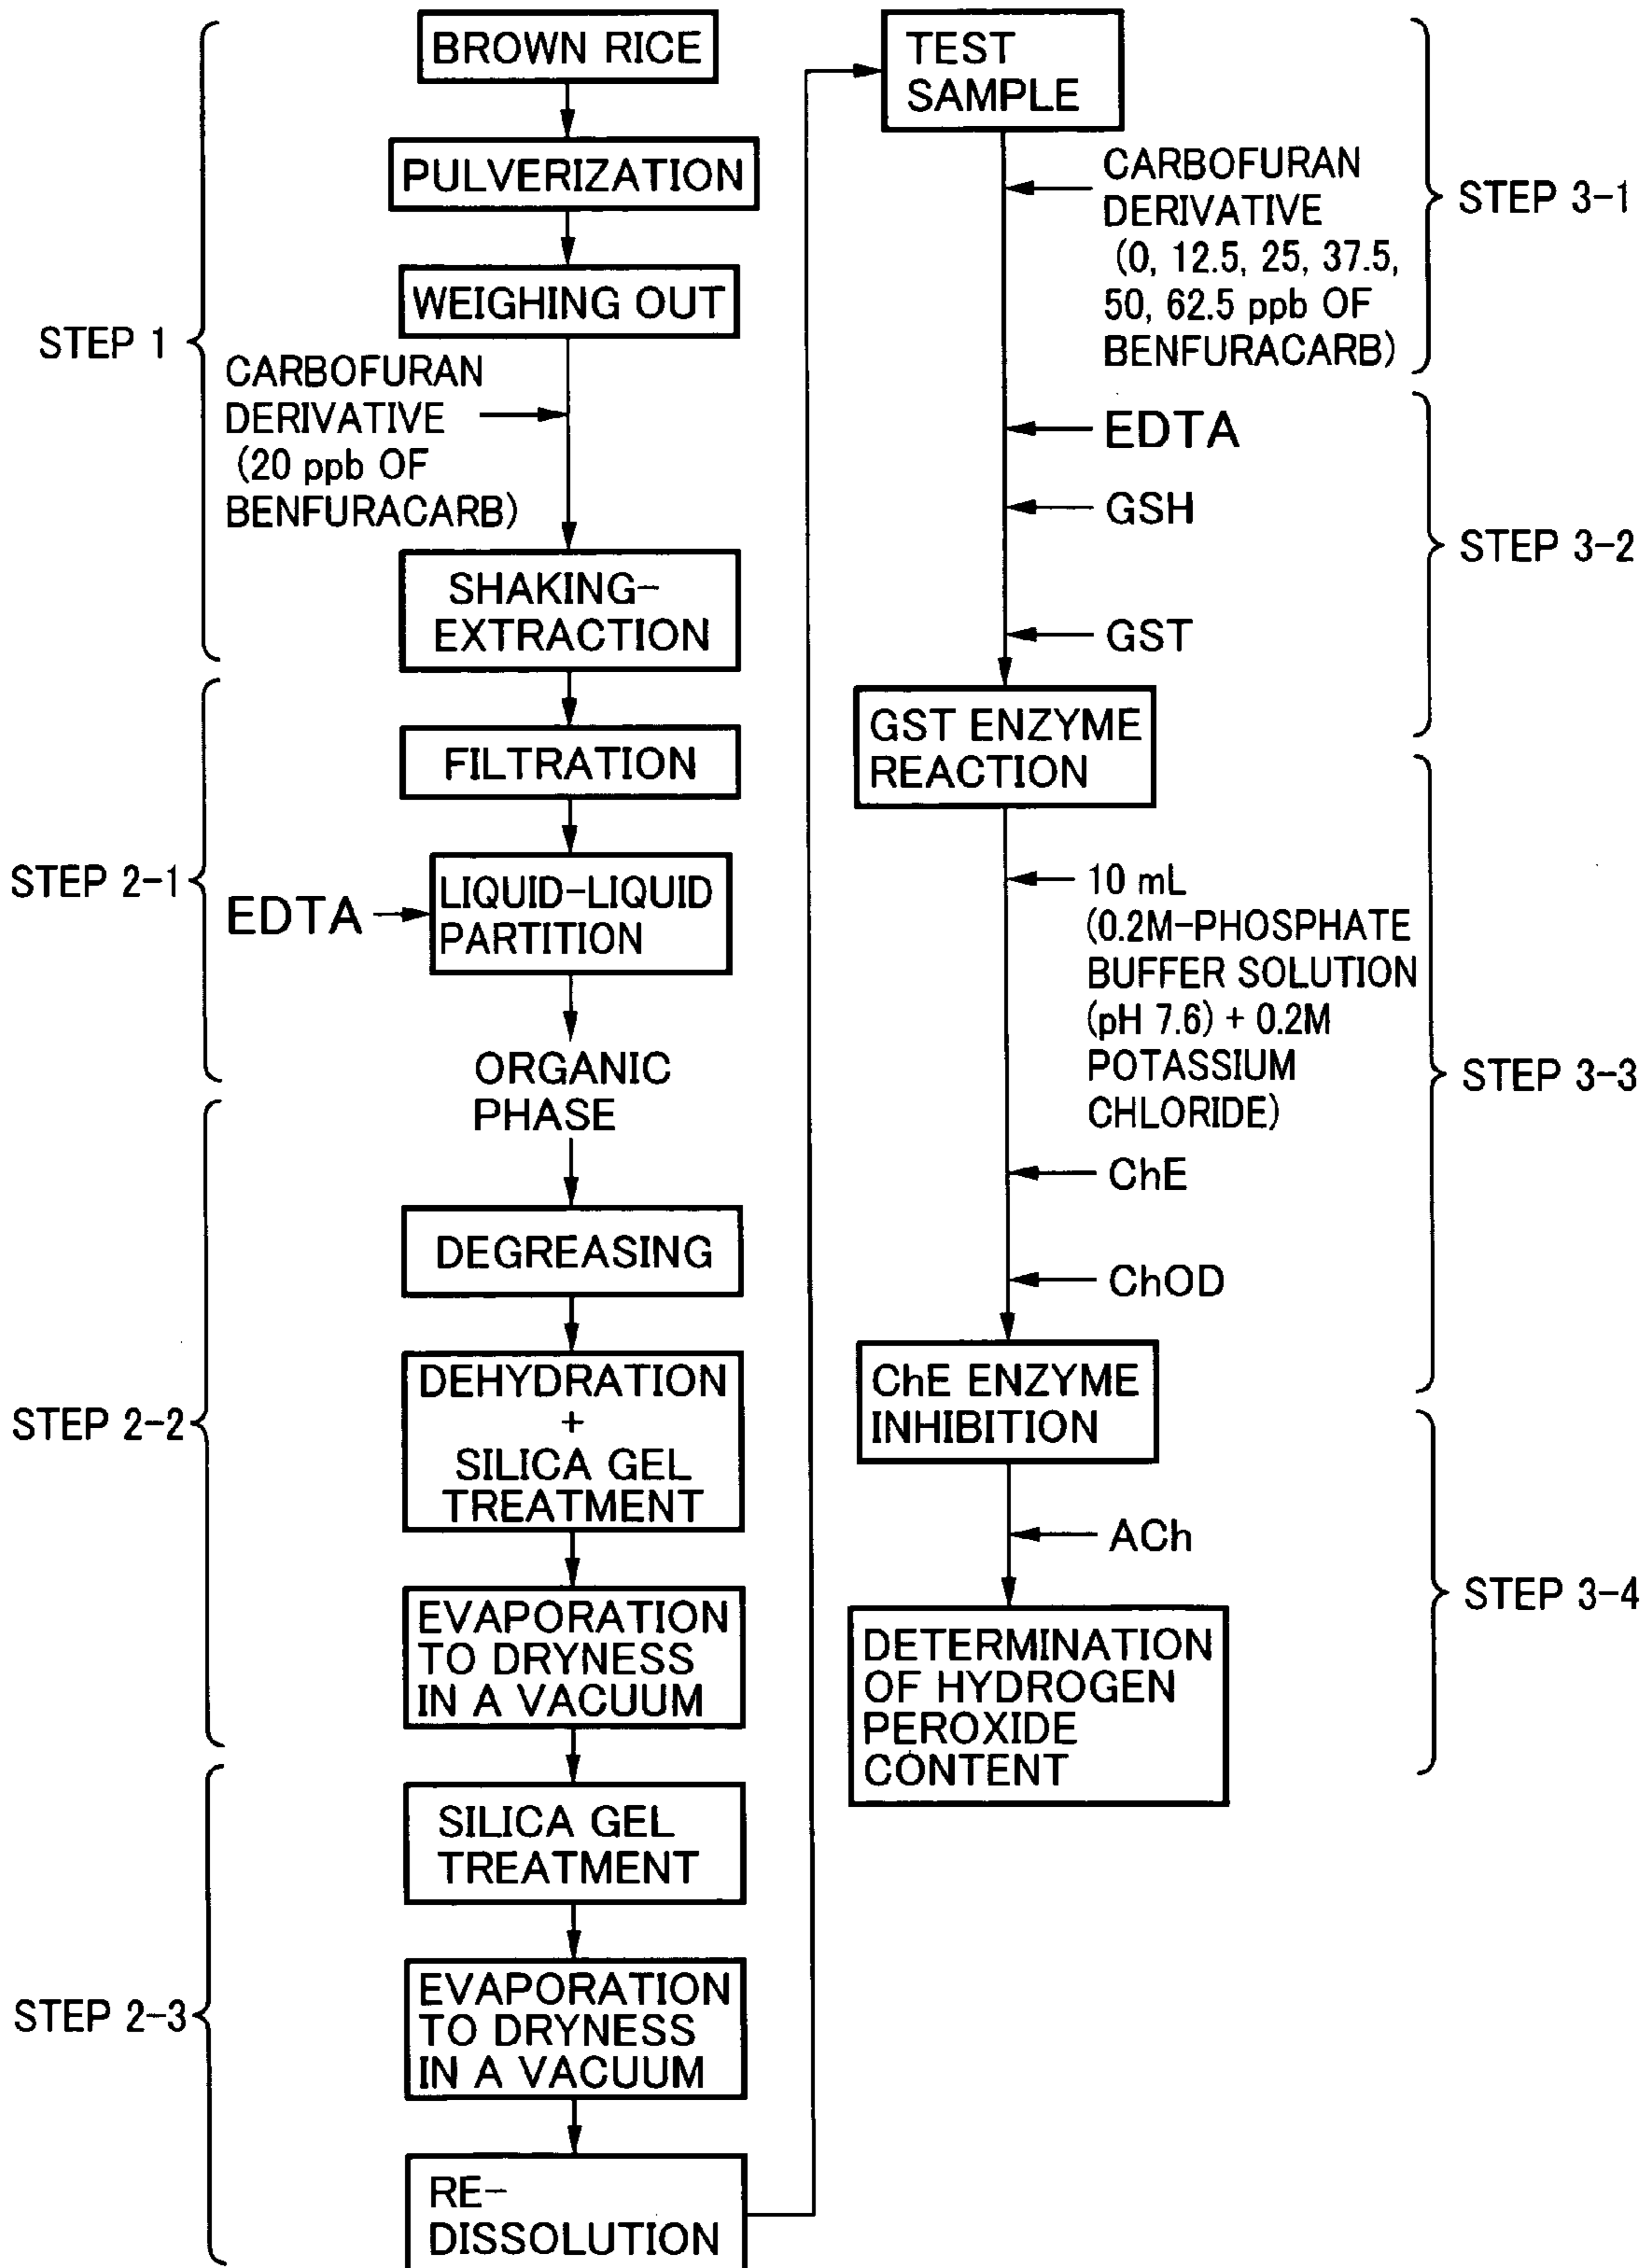 BROWN RICE
PULVERIZATION
WEIGHING OUT
STEP 1
CARBOFURAN
DERIVATIVE
(20 ppb OF
BENFURACARB)
SHAKING-
EXTRACTION
FILTRATION
STEP 2-1
EDTA
LIQUID-LIQUID
PARTITION
ORGANIC
PHASE
DEGREASING
STEP 2-2
DEHYDRATION
+
SILICA GEL
TREATMENT
EVAPORATION
TO DRYNESS
IN A VACUUM
SILICA GEL
TREATMENT
STEP 2-3
EVAPORATION
TO DRYNESS
IN A VACUUM
RE-
DISSOLUTION
TEST
SAMPLE
CARBOFURAN
DERIVATIVE
(0, 12.5, 25, 37.5,
50, 62.5 ppb OF
BENFURACARB)
STEP 3-1
EDTA
GSH
GST
STEP 3-2
GST ENZYME
REACTION
10 mL
(0.2M-PHOSPHATE
BUFFER SOLUTION
(pH 7.6) + 0.2M
POTASSIUM
CHLORIDE)
STEP 3-3
ChE
ChOD
ChE ENZYME
INHIBITION
ACh
STEP 3-4
DETERMINATION
OF HYDROGEN
PEROXIDE
CONTENT